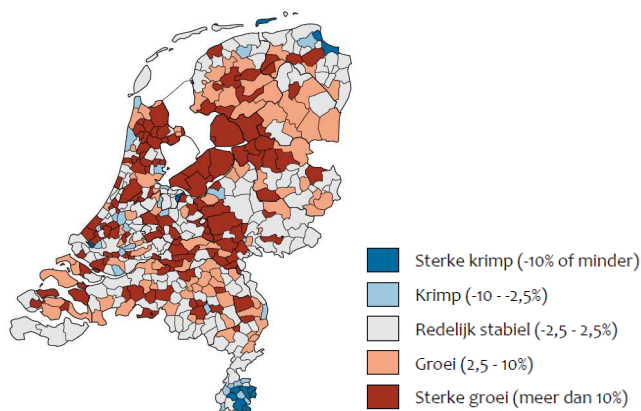 Sterke krimp (-10% of minder)
Krimp (-10 - -2,5%)
Redelijk stabiel (-2,5 - 2,5%)
Groei (2,5 - 10%)
Sterke groei (meer dan 10%)